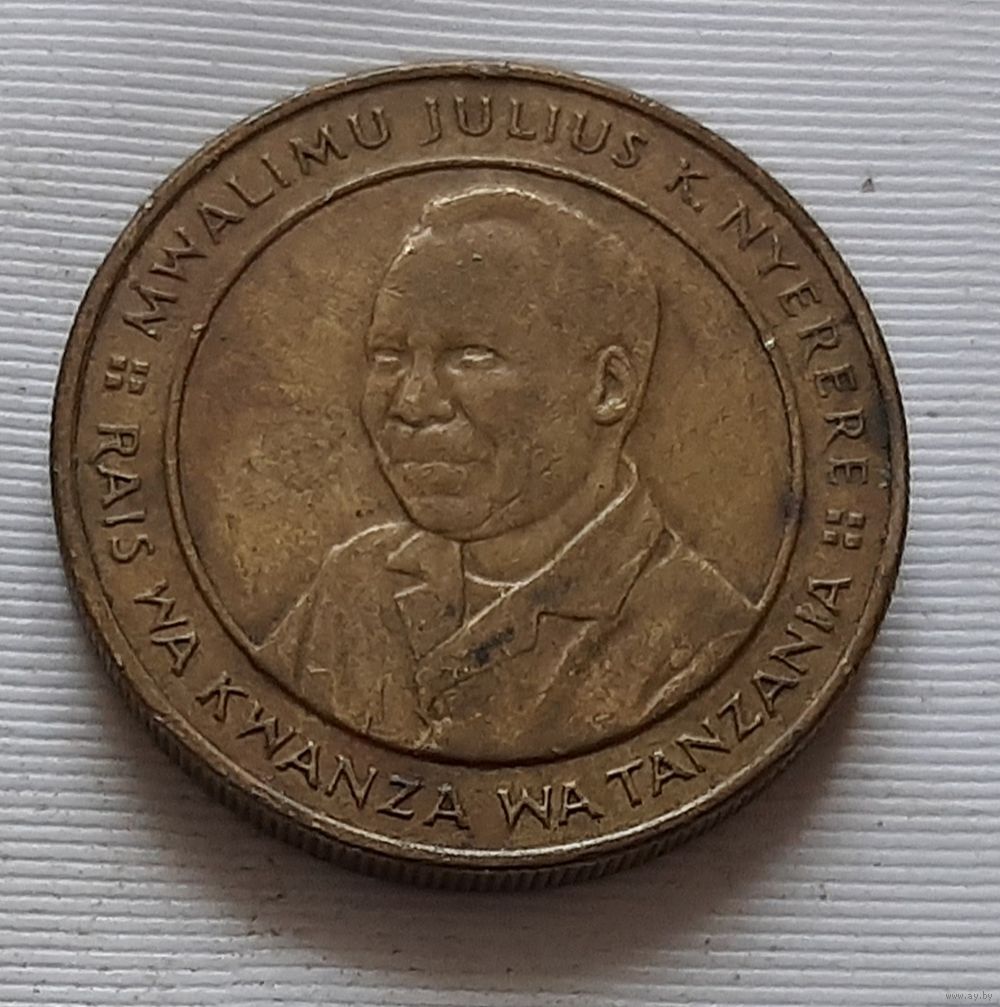 MWALIMU JULIUS K. NYERERE
RAIS WA KWANZA WA TANZANIA
www.ay.by